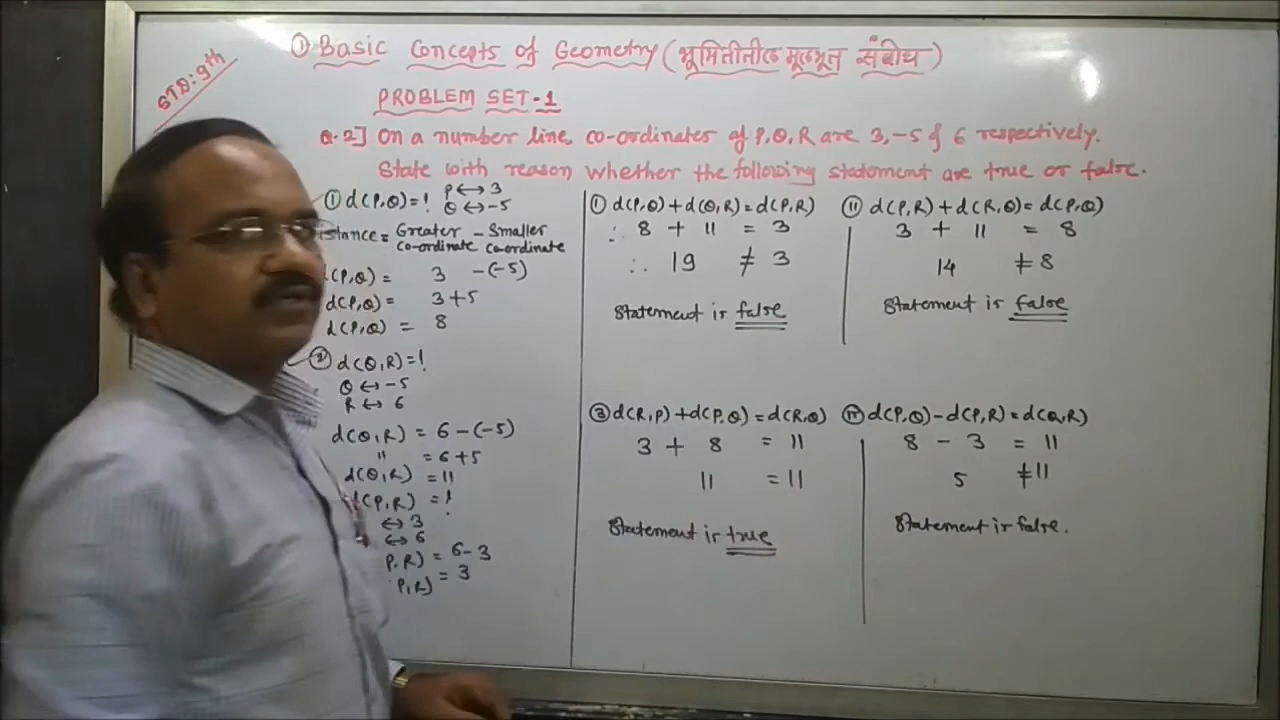 STD: 9th
① Basic Concepts of Geometry (भूमितीतील मूलभूत संबोध)
PROBLEM SET-1
Q.2] On a number line, co-ordinates of P, Q, R are 3, -5 & 6 respectively.
State with reason whether the following statement are true or false.
① d(P,Q)=! P↔3
Q↔-5
istance= Greater - Smaller
co-ordinate co-ordinate
d(P,Q)= 3 -(-5)
d(P,Q)= 3+5
d(P,Q) = 8
② d(Q,R)=!
Q↔-5
R↔ 6
d(Q,R) = 6-(-5)
" = 6+5
d(Q,R) = 11
d(P,R) = !
↔ 3
↔ 6
P.R) = 6-3
P,R) = 3
① d(P,Q)+d(Q,R)=d(P,R)
∴ 8 + 11 = 3
∴ 19 ≠ 3
Statement is false
⑪ d(P,R)+d(R,Q)=d(P,Q)
3 + 11 = 8
14 ≠ 8
Statement is false
③ d(R,P)+d(P,Q)=d(R,Q)
3 + 8 = 11
11 = 11
Statement is true
Ⓘⓥ d(P,Q)-d(P,R)=d(Q,R)
8 - 3 = 11
5 ≠ 11
Statement is false.